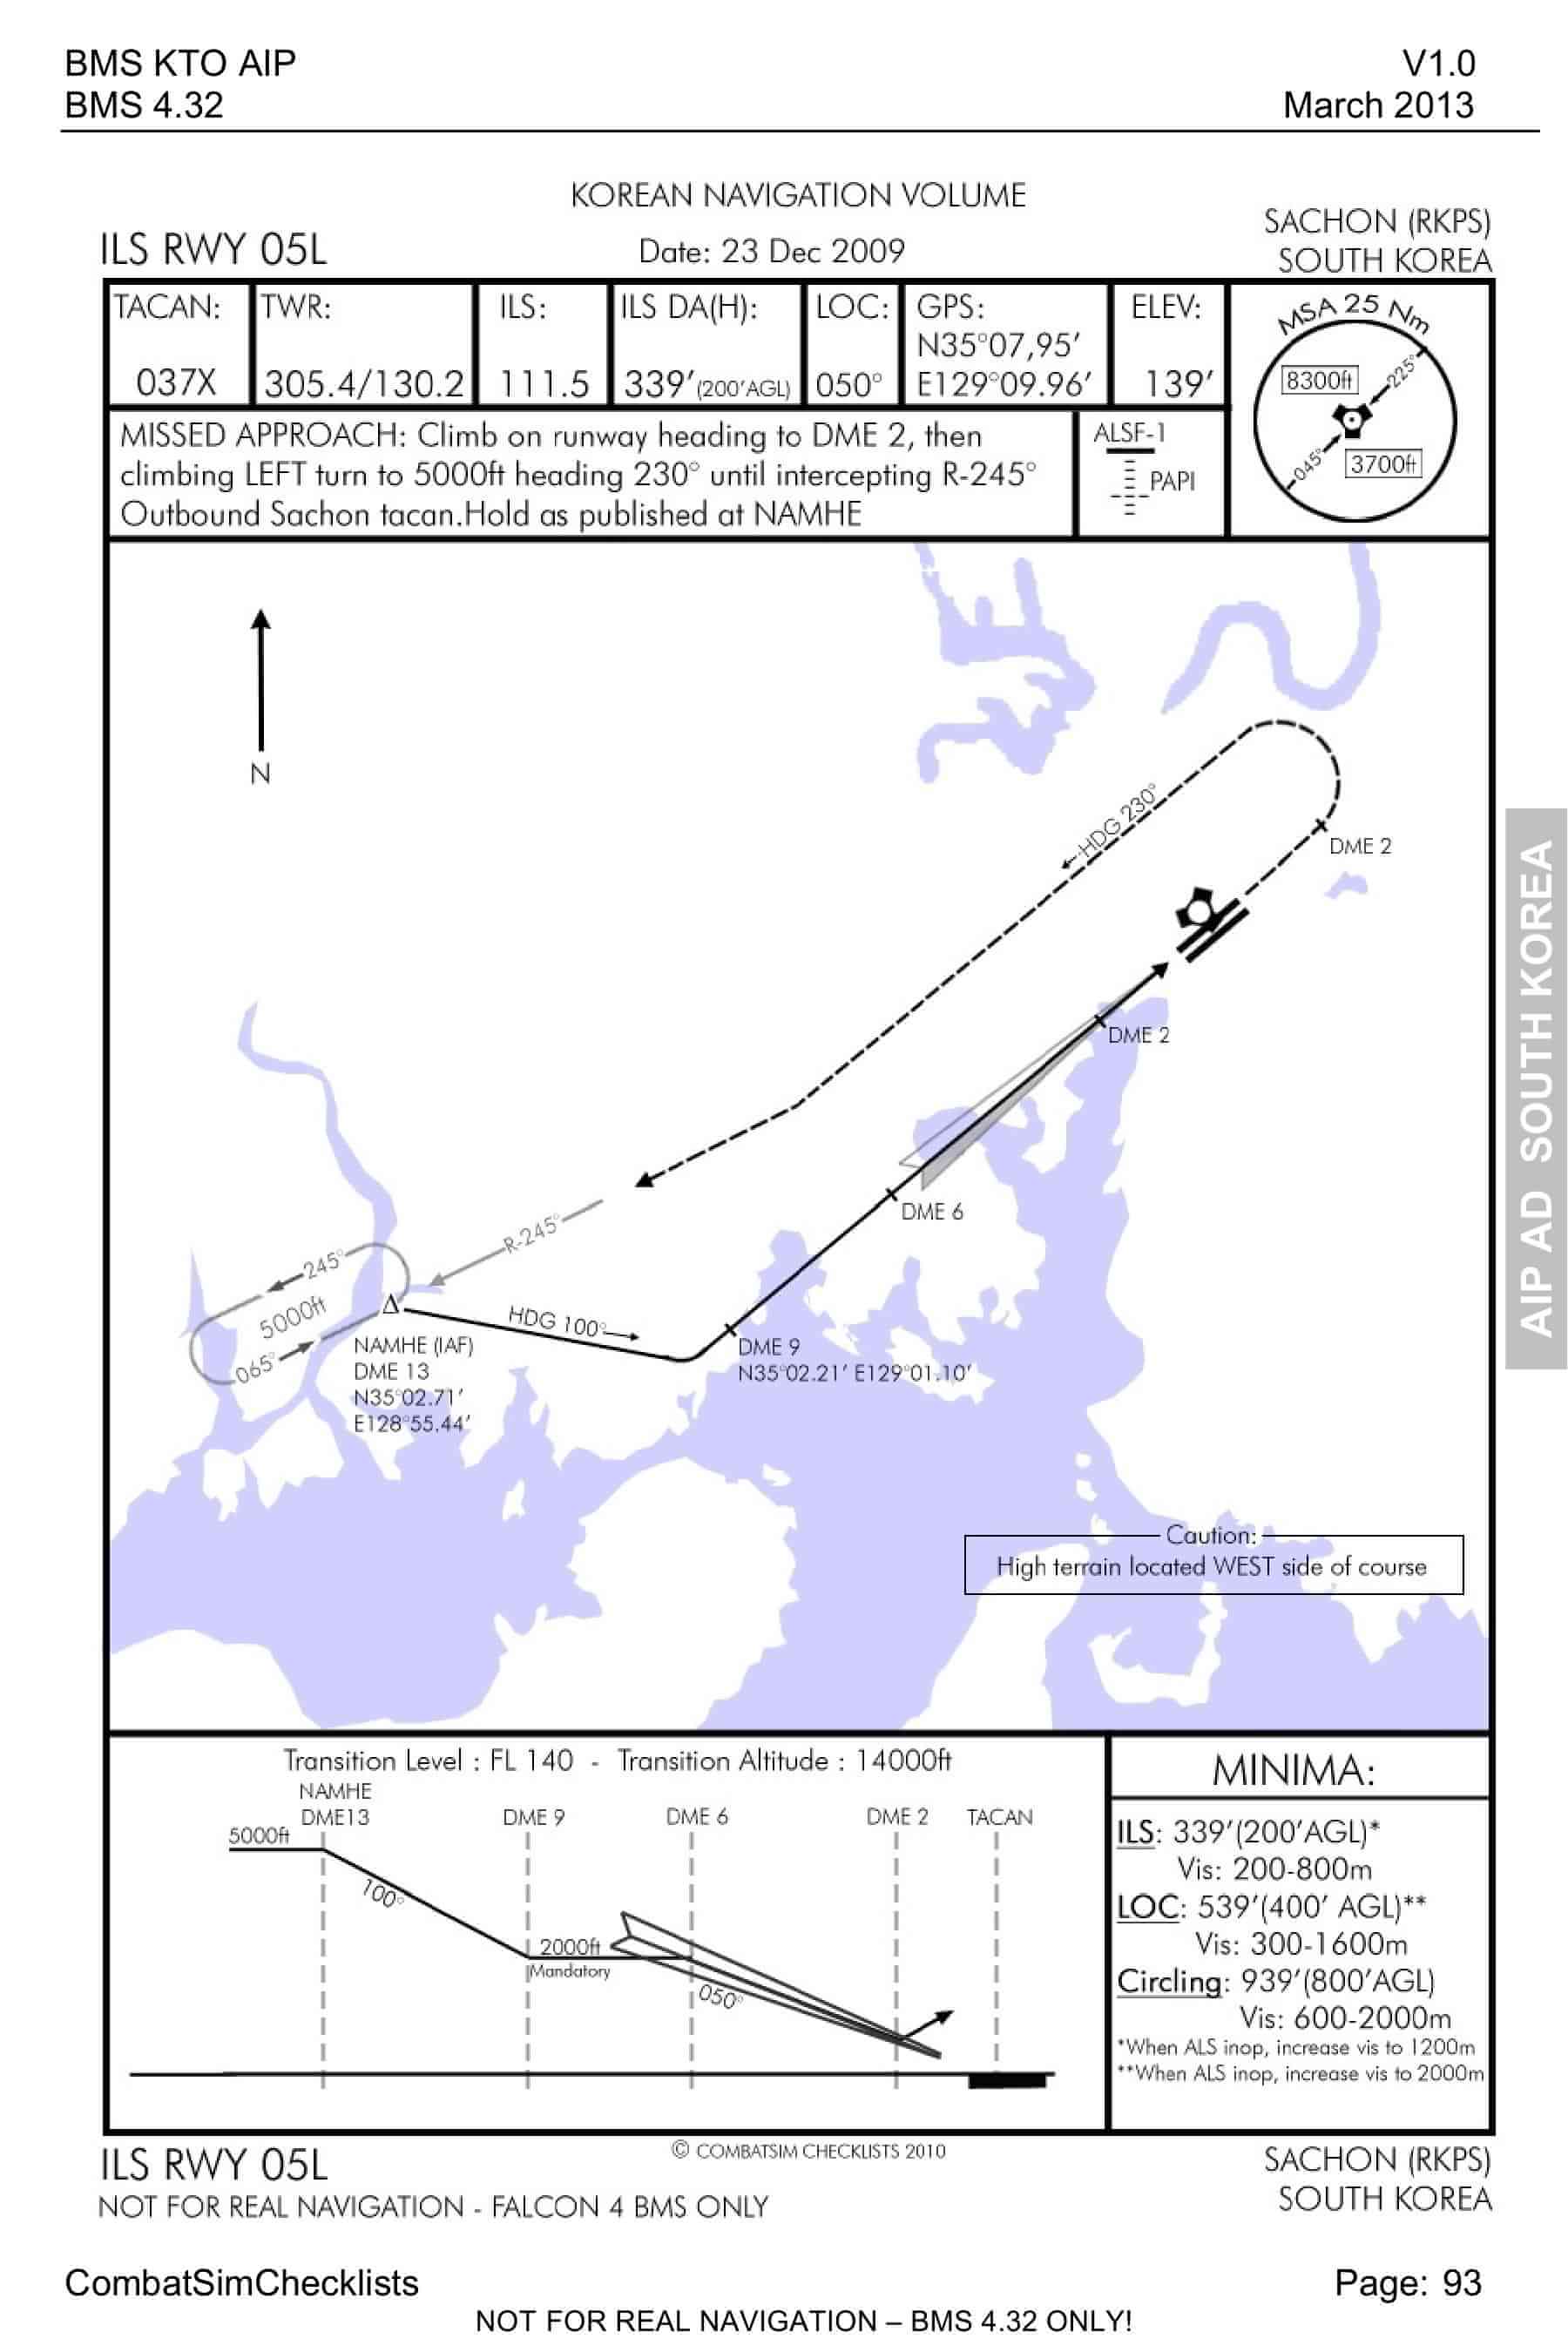 BMS KTO AIP
V1.0
BMS 4.32
March 2013
KOREAN NAVIGATION VOLUME
ILS RWY 05L
Date: 23 Dec 2009
SACHON (RKPS)
SOUTH KOREA
TACAN:
037X
TWR:
305.4/130.2
ILS:
111.5
ILS DA(H):
339′(200′AGL)
LOC:
050°
GPS:
N35°07,95′
E129°09.96′
ELEV:
139′
MSA 25 Nm
8300ft
225°
045°
3700ft
MISSED APPROACH: Climb on runway heading to DME 2, then
climbing LEFT turn to 5000ft heading 230° until intercepting R-245°
Outbound Sachon tacan.Hold as published at NAMHE
ALSF-1
PAPI
N
HDG 230°
DME 2
DME 2
DME 6
R-245°
245°
5000ft
065°
HDG 100°
NAMHE (IAF)
DME 13
N35°02.71′
E128°55.44′
DME 9
N35°02.21′ E129°01.10′
Caution:
High terrain located WEST side of course
AIP AD SOUTH KOREA
Transition Level : FL 140 - Transition Altitude : 14000ft
NAMHE
DME13
DME 9
DME 6
DME 2
TACAN
5000ft
100°
2000ft
Mandatory
050°
MINIMA:
ILS: 339′(200′AGL)*
Vis: 200-800m
LOC: 539′(400′ AGL)**
Vis: 300-1600m
Circling: 939′(800′AGL)
Vis: 600-2000m
*When ALS inop, increase vis to 1200m
**When ALS inop, increase vis to 2000m
ILS RWY 05L
© COMBATSIM CHECKLISTS 2010
SACHON (RKPS)
NOT FOR REAL NAVIGATION - FALCON 4 BMS ONLY
SOUTH KOREA
CombatSimChecklists
Page: 93
NOT FOR REAL NAVIGATION – BMS 4.32 ONLY!